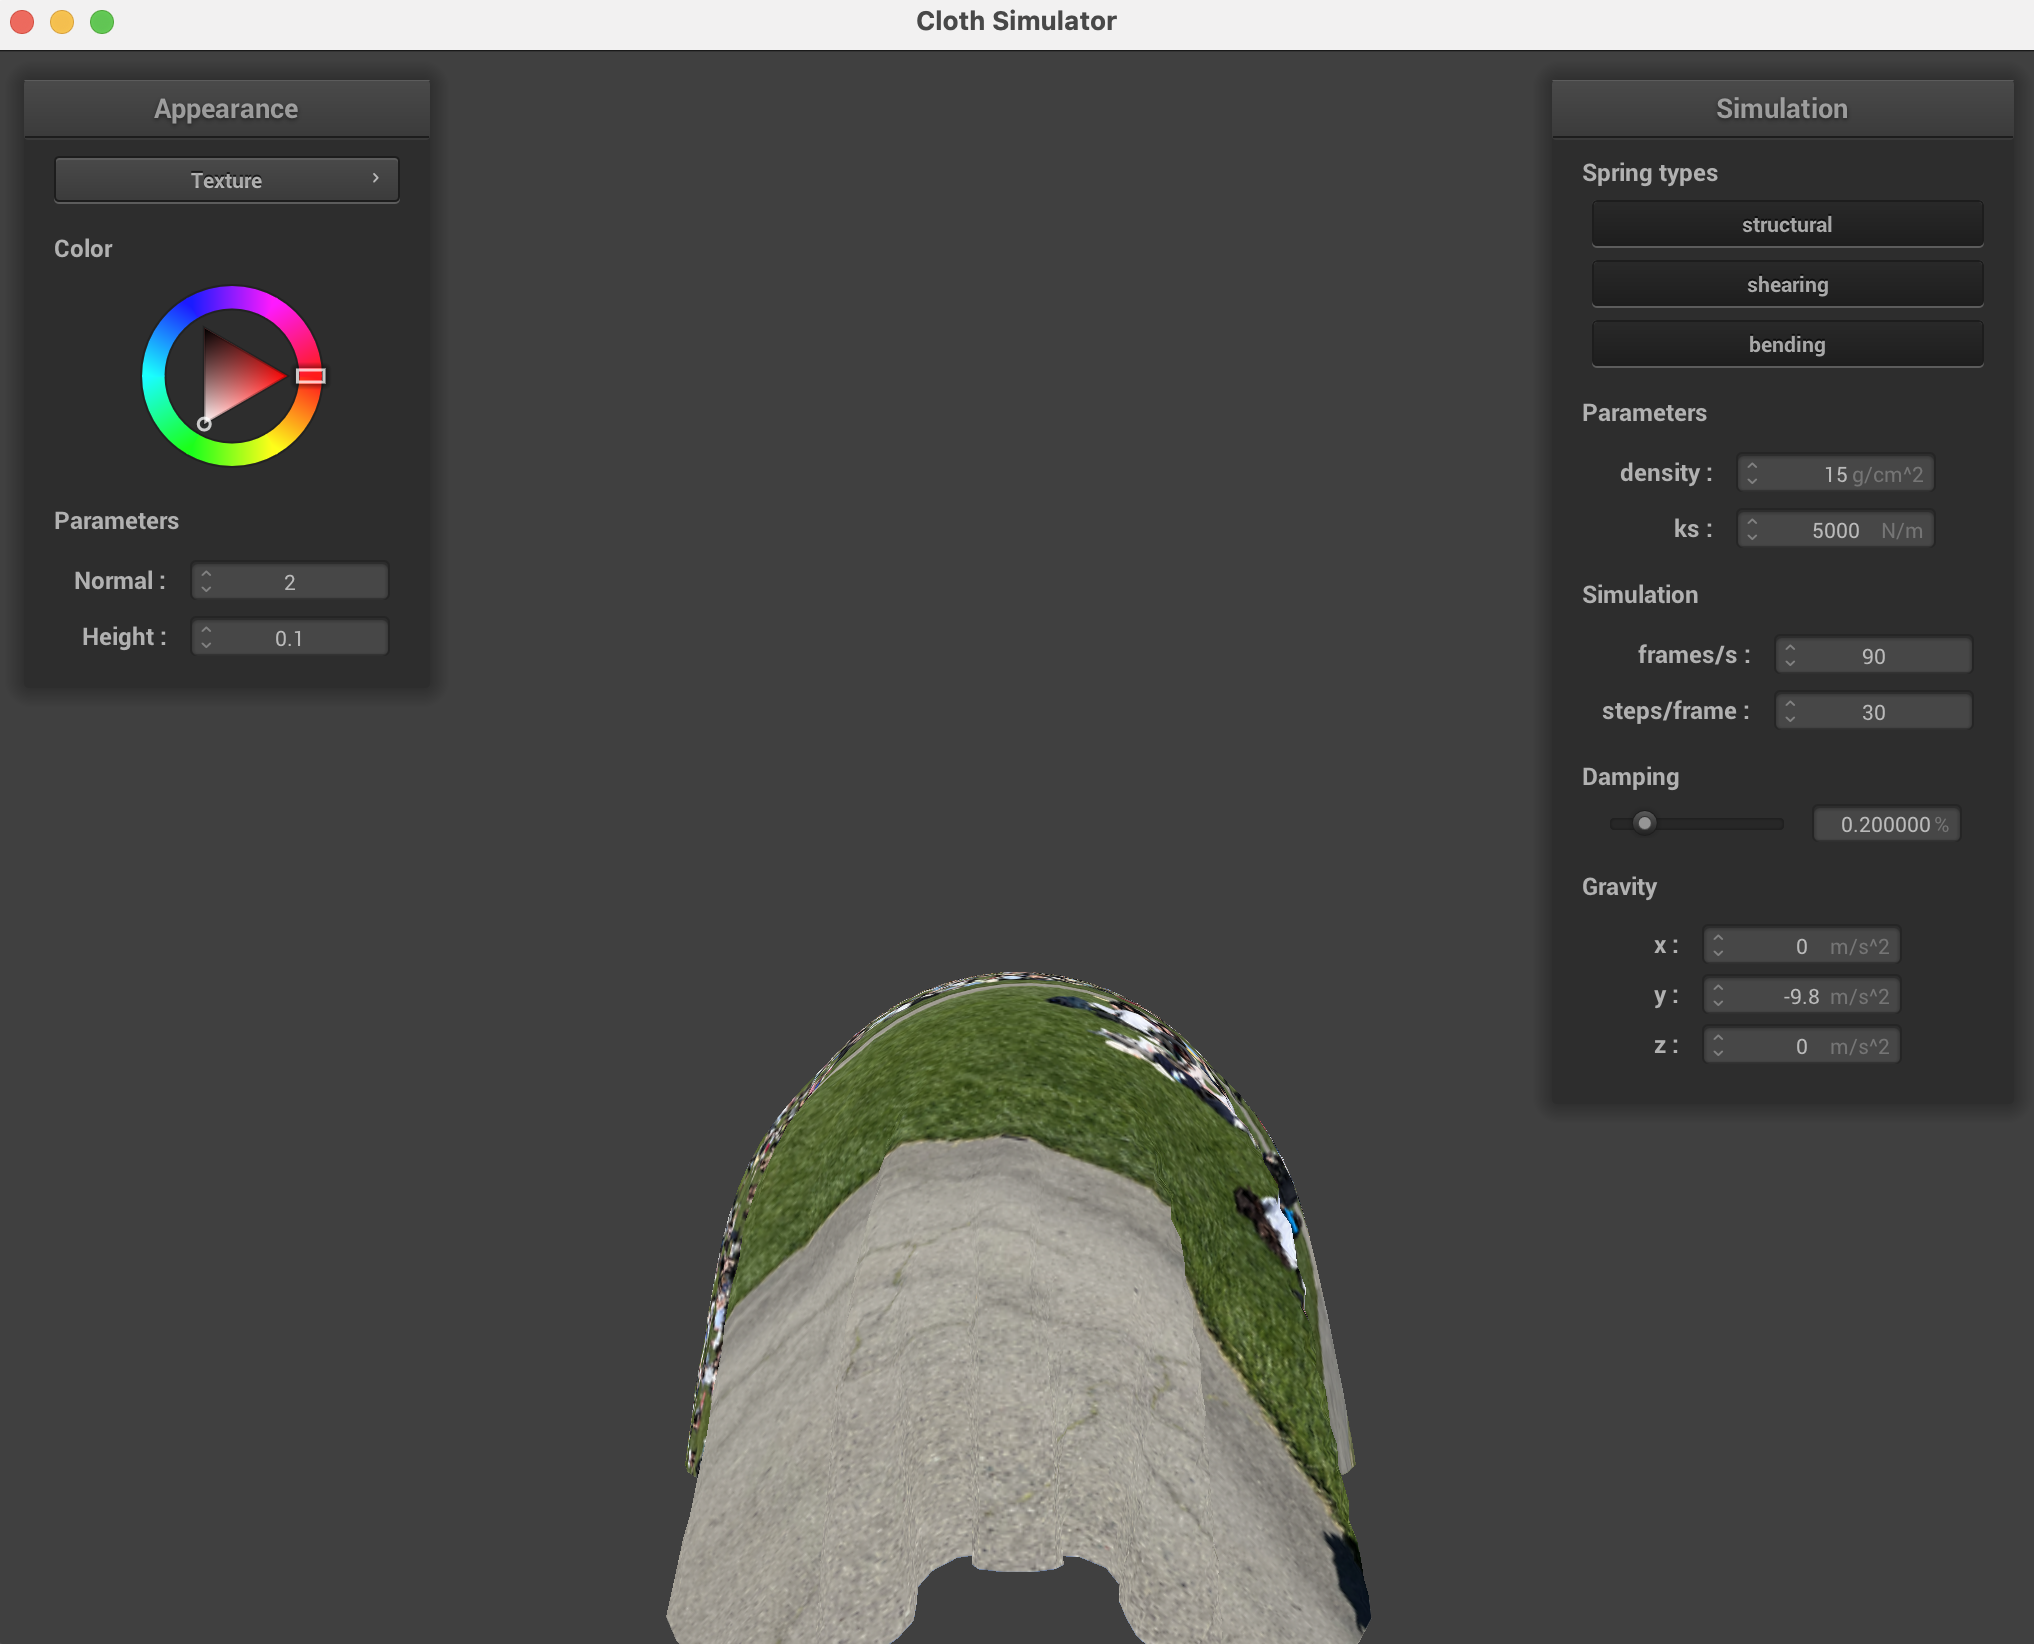 Cloth Simulator
Appearance
Texture
Color
Parameters
Normal : 2
Height : 0.1
Simulation
Spring types
structural
shearing
bending
Parameters
density : 15 g/cm^2
ks : 5000 N/m
Simulation
frames/s : 90
steps/frame : 30
Damping
0.200000 %
Gravity
x : 0 m/s^2
y : -9.8 m/s^2
z : 0 m/s^2